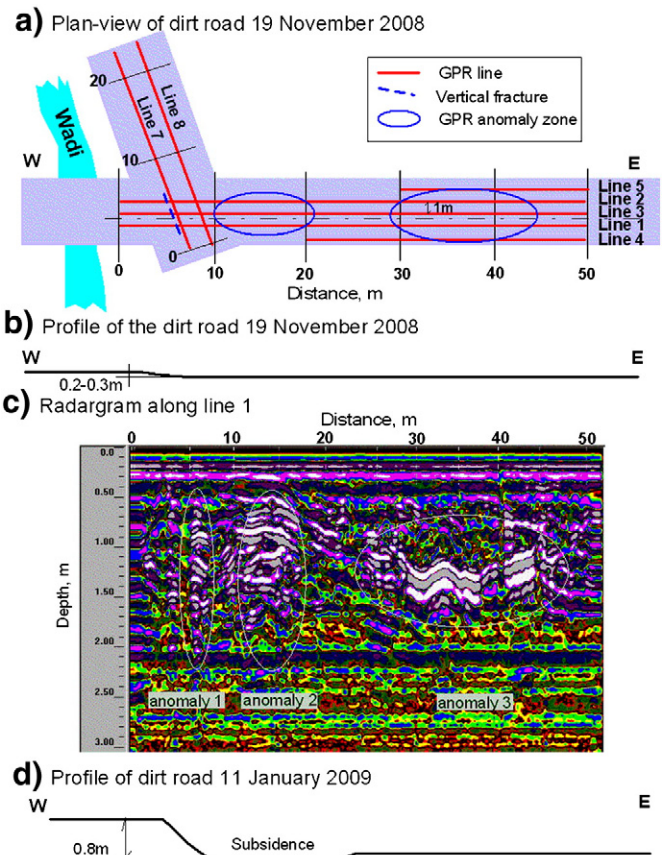 a) Plan-view of dirt road 19 November 2008
GPR line
Vertical fracture
GPR anomaly zone
Wadi
W
E
20
10
0
Line 7
Line 8
Line 5
Line 2
Line 3
Line 1
Line 4
11m
0 10 20 30 40 50
Distance, m
b) Profile of the dirt road 19 November 2008
W E
0.2-0.3m
c) Radargram along line 1
Distance, m
0 10 20 30 40 50
Depth, m
0.0
0.50
1.00
1.50
2.00
2.50
3.00
anomaly 1 anomaly 2 anomaly 3
d) Profile of dirt road 11 January 2009
W E
0.8m
Subsidence